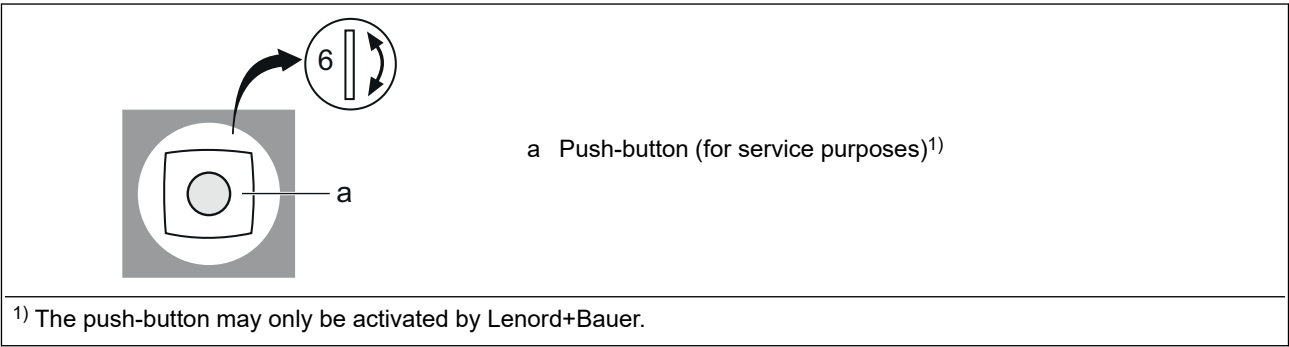 6
a Push-button (for service purposes)1)
a
1) The push-button may only be activated by Lenord+Bauer.